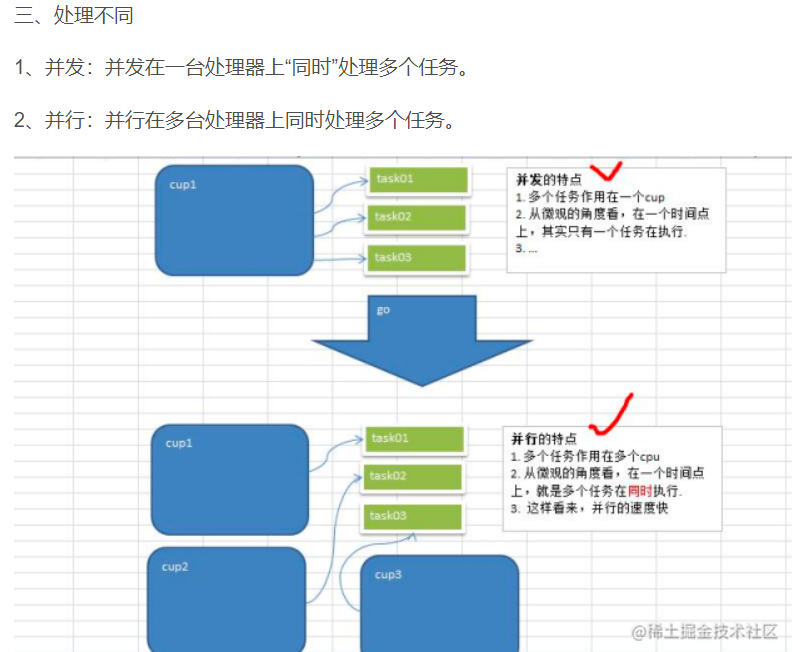 三、处理不同
1、并发：并发在一台处理器上“同时”处理多个任务。
2、并行：并行在多台处理器上同时处理多个任务。
cup1
task01
task02
task03
并发的特点
1. 多个任务作用在一个cup
2. 从微观的角度看，在一个时间点
上，其实只有一个任务在执行.
3. ...
go
cup1
task01
task02
task03
cup2
cup3
并行的特点
1. 多个任务作用在多个cpu
2. 从微观的角度看，在一个时间点
上，就是多个任务在同时执行.
3. 这样看来，并行的速度快
@稀土掘金技术社区